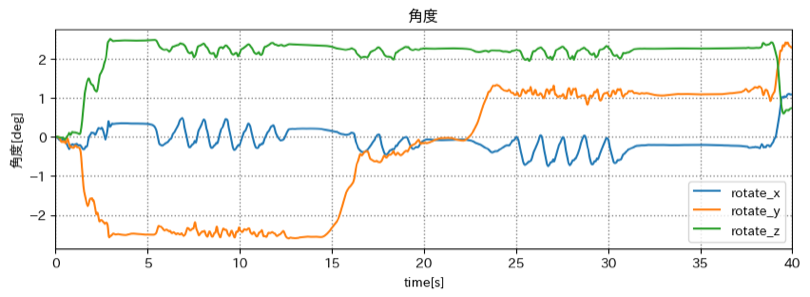 角度
角度[deg]
2
1
0
−1
−2
0 5 10 15 20 25 30 35 40
time[s]
rotate_x
rotate_y
rotate_z